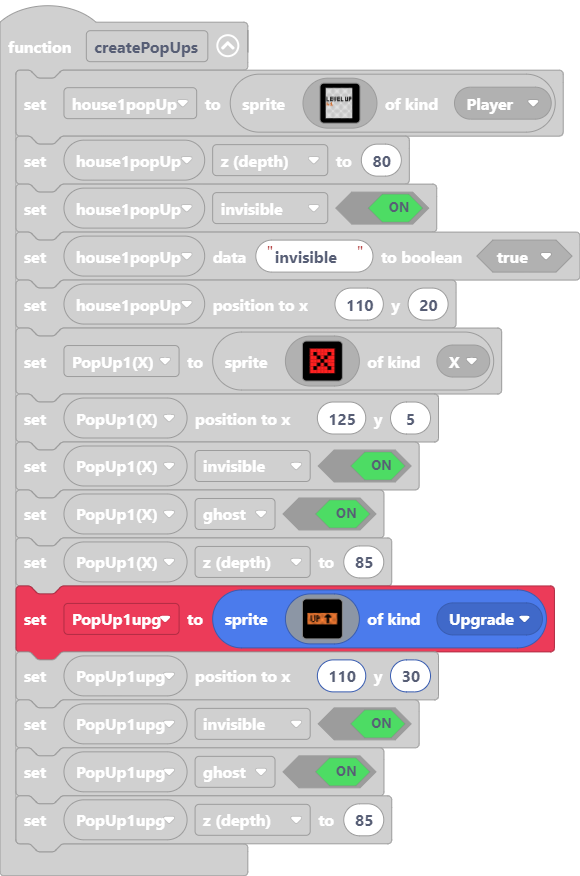 function createPopUps
set house1popUp to sprite LEVEL UP of kind Player
set house1popUp z (depth) to 80
set house1popUp invisible ON
set house1popUp data "invisible" to boolean true
set house1popUp position to x 110 y 20
set PopUp1(X) to sprite of kind X
set PopUp1(X) position to x 125 y 5
set PopUp1(X) invisible ON
set PopUp1(X) ghost ON
set PopUp1(X) z (depth) to 85
set PopUp1upg to sprite UP of kind Upgrade
set PopUp1upg position to x 110 y 30
set PopUp1upg invisible ON
set PopUp1upg ghost ON
set PopUp1upg z (depth) to 85